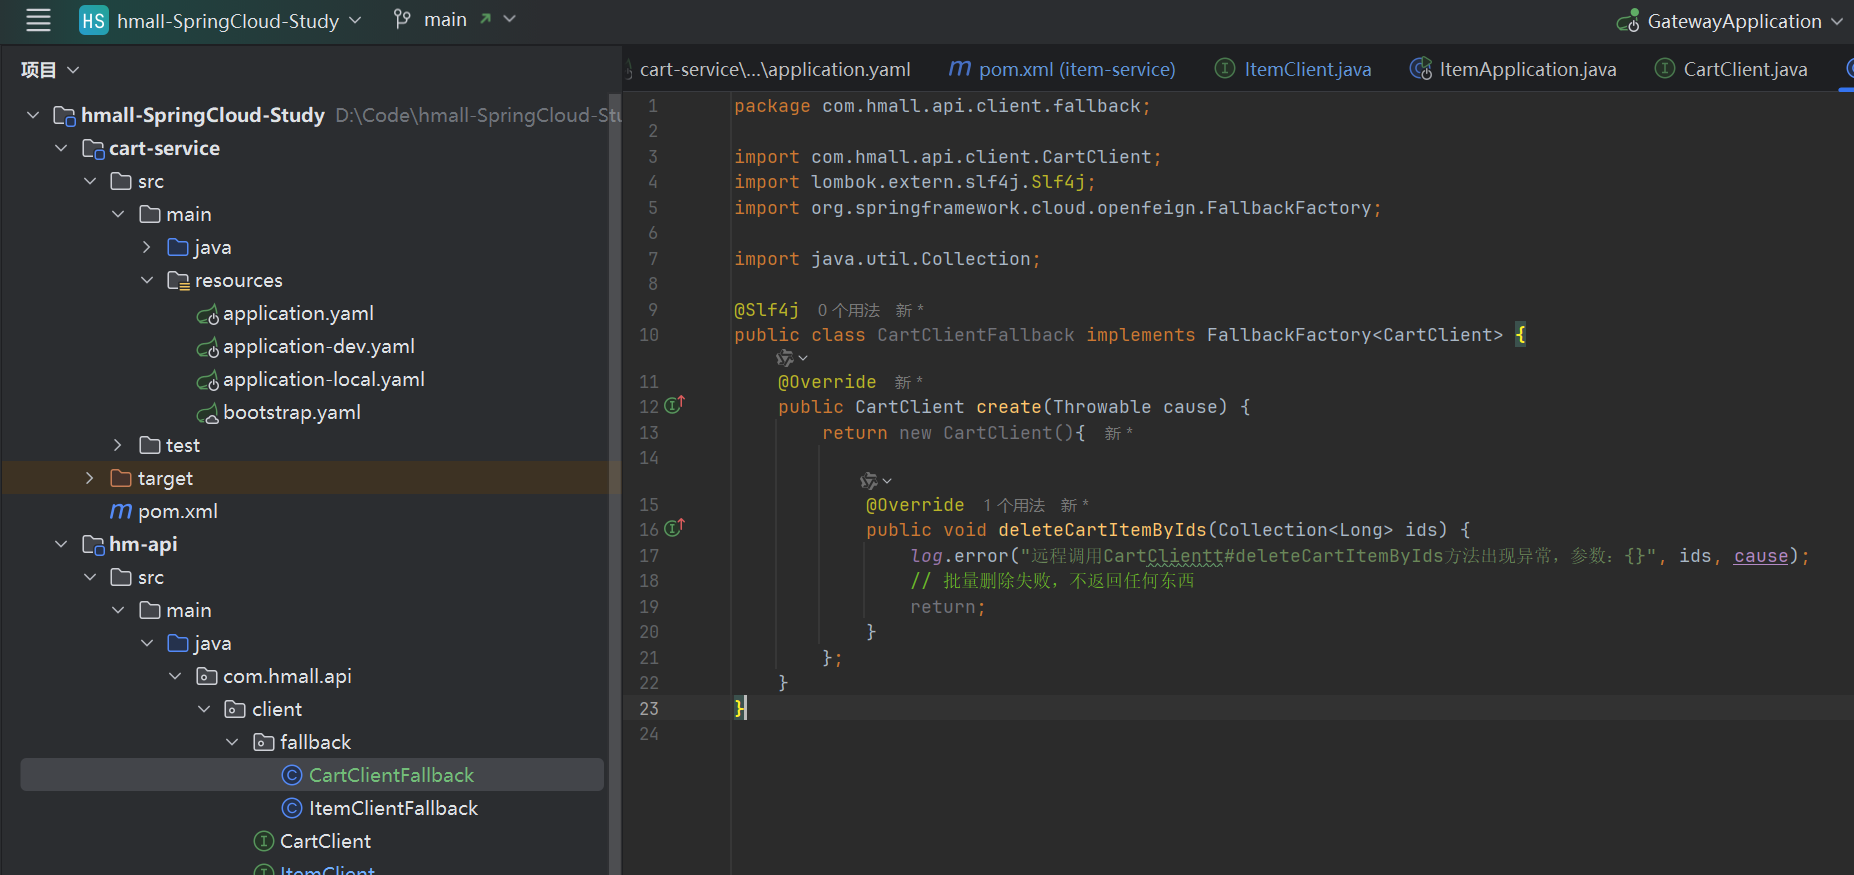 HS hmall-SpringCloud-Study main GatewayApplication
项目
hmall-SpringCloud-Study D:\Code\hmall-SpringCloud-Stu
cart-service
src
main
java
resources
application.yaml
application-dev.yaml
application-local.yaml
bootstrap.yaml
test
target
pom.xml
hm-api
src
main
java
com.hmall.api
client
fallback
CartClientFallback
ItemClientFallback
CartClient
ItemClient
cart-service\...\application.yaml pom.xml (item-service) ItemClient.java ItemApplication.java CartClient.java
1 package com.hmall.api.client.fallback;
2
3 import com.hmall.api.client.CartClient;
4 import lombok.extern.slf4j.Slf4j;
5 import org.springframework.cloud.openfeign.FallbackFactory;
6
7 import java.util.Collection;
8
9 @Slf4j 0 个用法 新 *
10 public class CartClientFallback implements FallbackFactory<CartClient> {
11 @Override 新 *
12 public CartClient create(Throwable cause) {
13 return new CartClient(){ 新 *
14
15 @Override 1 个用法 新 *
16 public void deleteCartItemByIds(Collection<Long> ids) {
17 log.error("远程调用CartClientt#deleteCartItemByIds方法出现异常，参数：{}", ids, cause);
18 // 批量删除失败，不返回任何东西
19 return;
20 }
21 };
22 }
23 }
24